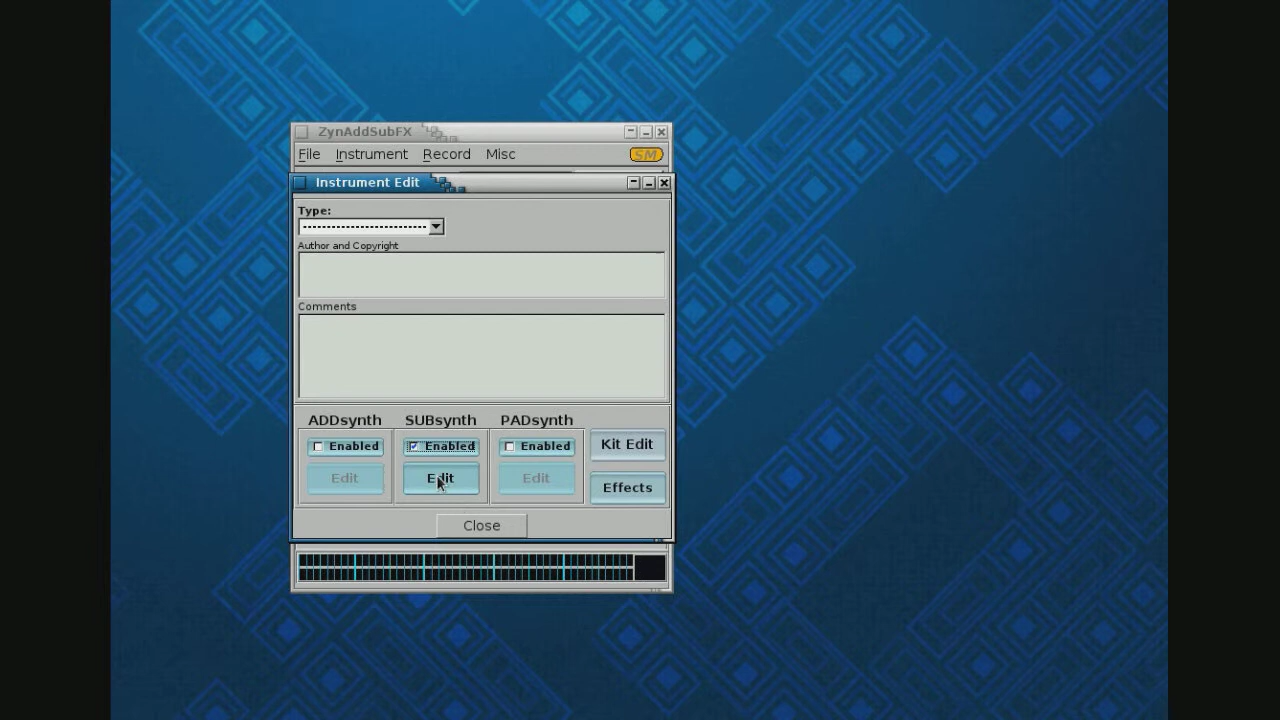 ZynAddSubFX
File Instrument Record Misc SM
Instrument Edit
Type:
Author and Copyright
Comments
ADDsynth SUBsynth PADsynth
Enabled Enabled Enabled Kit Edit
Edit Edit Edit Effects
Close